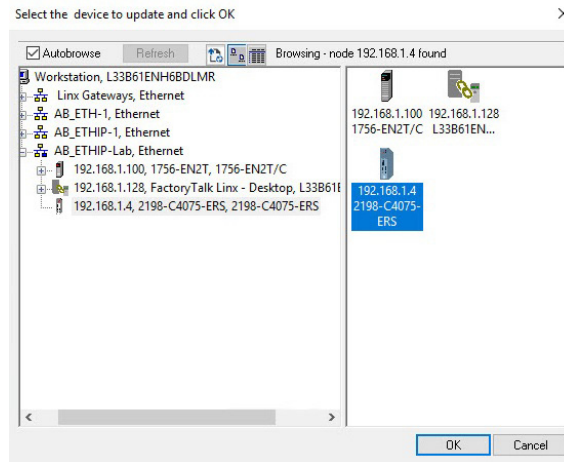 Select the device to update and click OK
Autobrowse Refresh Browsing - node 192.168.1.4 found
Workstation, L33B61ENH6BDLMR
Linx Gateways, Ethernet
AB_ETH-1, Ethernet
AB_ETHIP-1, Ethernet
AB_ETHIP-Lab, Ethernet
192.168.1.100, 1756-EN2T, 1756-EN2T/C
192.168.1.128, FactoryTalk Linx - Desktop, L33B61E
192.168.1.4, 2198-C4075-ERS, 2198-C4075-ERS
192.168.1.100 192.168.1.128
1756-EN2T/C L33B61EN...
192.168.1.4
2198-C4075-
ERS
OK Cancel